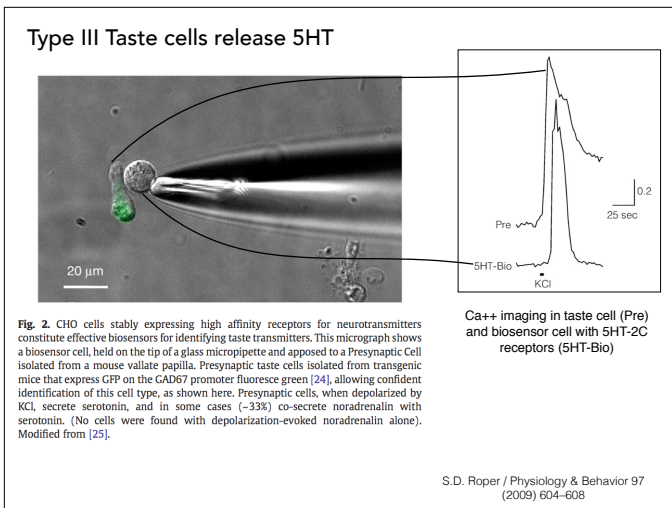 Type III Taste cells release 5HT
20 μm
Pre
5HT-Bio
KCl
0.2
25 sec
Fig. 2. CHO cells stably expressing high affinity receptors for neurotransmitters
constitute effective biosensors for identifying taste transmitters. This micrograph shows
a biosensor cell, held on the tip of a glass micropipette and apposed to a Presynaptic Cell
isolated from a mouse vallate papilla. Presynaptic taste cells isolated from transgenic
mice that express GFP on the GAD67 promoter fluoresce green [24], allowing confident
identification of this cell type, as shown here. Presynaptic cells, when depolarized by
KCl, secrete serotonin, and in some cases (~33%) co-secrete noradrenalin with
serotonin. (No cells were found with depolarization-evoked noradrenalin alone).
Modified from [25].
Ca++ imaging in taste cell (Pre)
and biosensor cell with 5HT-2C
receptors (5HT-Bio)
S.D. Roper / Physiology & Behavior 97
(2009) 604–608